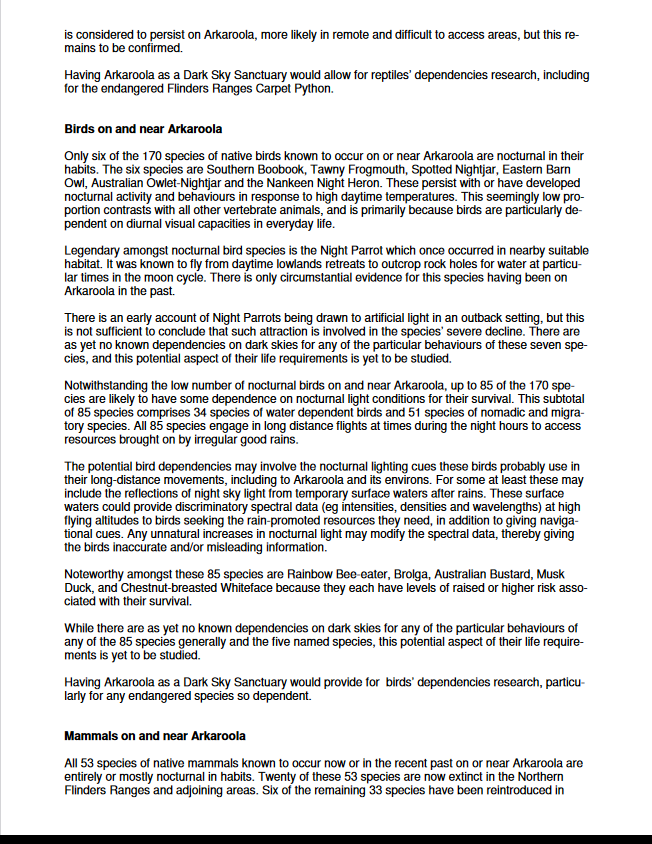 is considered to persist on Arkaroola, more likely in remote and difficult to access areas, but this re-
mains to be confirmed.
Having Arkaroola as a Dark Sky Sanctuary would allow for reptiles' dependencies research, including
for the endangered Flinders Ranges Carpet Python.
Birds on and near Arkaroola
Only six of the 170 species of native birds known to occur on or near Arkaroola are nocturnal in their
habits. The six species are Southern Boobook, Tawny Frogmouth, Spotted Nightjar, Eastern Barn
Owl, Australian Owlet-Nightjar and the Nankeen Night Heron. These persist with or have developed
nocturnal activity and behaviours in response to high daytime temperatures. This seemingly low pro-
portion contrasts with all other vertebrate animals, and is primarily because birds are particularly de-
pendent on diurnal visual capacities in everyday life.
Legendary amongst nocturnal bird species is the Night Parrot which once occurred in nearby suitable
habitat. It was known to fly from daytime lowlands retreats to outcrop rock holes for water at particu-
lar times in the moon cycle. There is only circumstantial evidence for this species having been on
Arkaroola in the past.
There is an early account of Night Parrots being drawn to artificial light in an outback setting, but this
is not sufficient to conclude that such attraction is involved in the species' severe decline. There are
as yet no known dependencies on dark skies for any of the particular behaviours of these seven spe-
cies, and this potential aspect of their life requirements is yet to be studied.
Notwithstanding the low number of nocturnal birds on and near Arkaroola, up to 85 of the 170 spe-
cies are likely to have some dependence on nocturnal light conditions for their survival. This subtotal
of 85 species comprises 34 species of water dependent birds and 51 species of nomadic and migra-
tory species. All 85 species engage in long distance flights at times during the night hours to access
resources brought on by irregular good rains.
The potential bird dependencies may involve the nocturnal lighting cues these birds probably use in
their long-distance movements, including to Arkaroola and its environs. For some at least these may
include the reflections of night sky light from temporary surface waters after rains. These surface
waters could provide discriminatory spectral data (eg intensities, densities and wavelengths) at high
flying altitudes to birds seeking the rain-promoted resources they need, in addition to giving naviga-
tional cues. Any unnatural increases in nocturnal light may modify the spectral data, thereby giving
the birds inaccurate and/or misleading information.
Noteworthy amongst these 85 species are Rainbow Bee-eater, Brolga, Australian Bustard, Musk
Duck, and Chestnut-breasted Whiteface because they each have levels of raised or higher risk asso-
ciated with their survival.
While there are as yet no known dependencies on dark skies for any of the particular behaviours of
any of the 85 species generally and the five named species, this potential aspect of their life require-
ments is yet to be studied.
Having Arkaroola as a Dark Sky Sanctuary would provide for  birds' dependencies research, particu-
larly for any endangered species so dependent.
Mammals on and near Arkaroola
All 53 species of native mammals known to occur now or in the recent past on or near Arkaroola are
entirely or mostly nocturnal in habits. Twenty of these 53 species are now extinct in the Northern
Flinders Ranges and adjoining areas. Six of the remaining 33 species have been reintroduced in